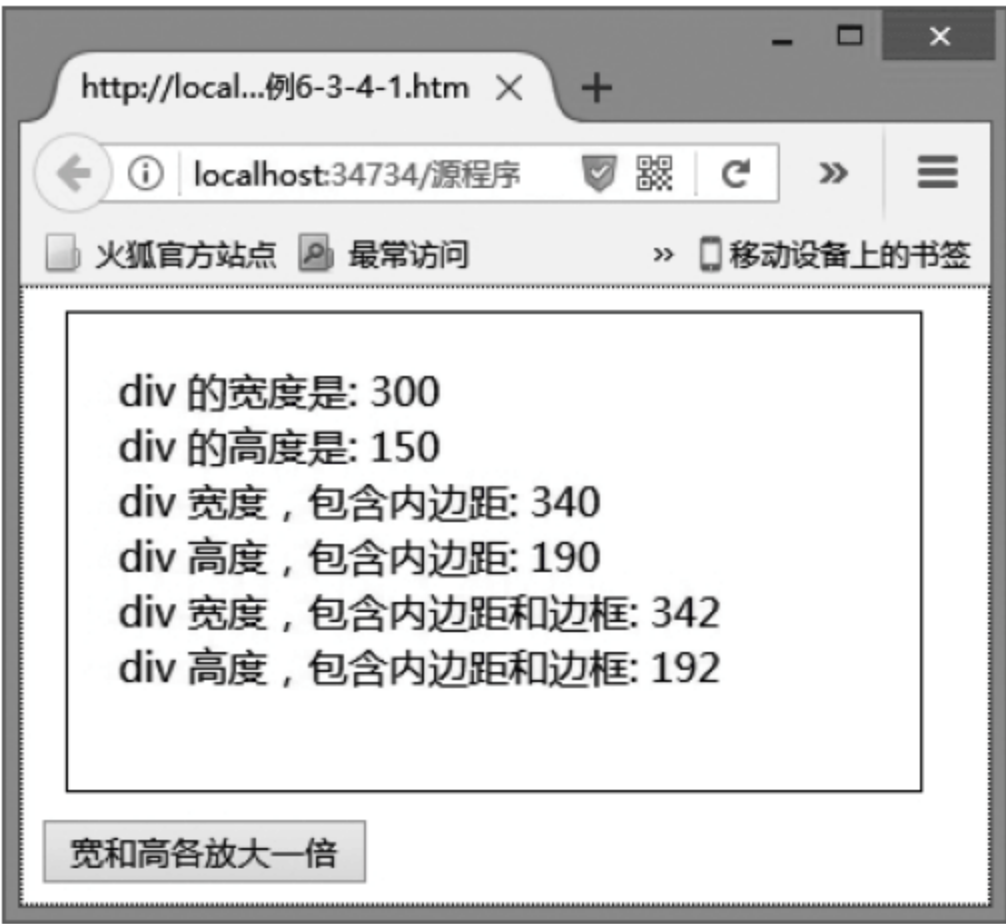 http://local...例6-3-4-1.htm
localhost:34734/源程序
火狐官方站点 最常访问 移动设备上的书签
div 的宽度是: 300
div 的高度是: 150
div 宽度，包含内边距: 340
div 高度，包含内边距: 190
div 宽度，包含内边距和边框: 342
div 高度，包含内边距和边框: 192
宽和高各放大一倍